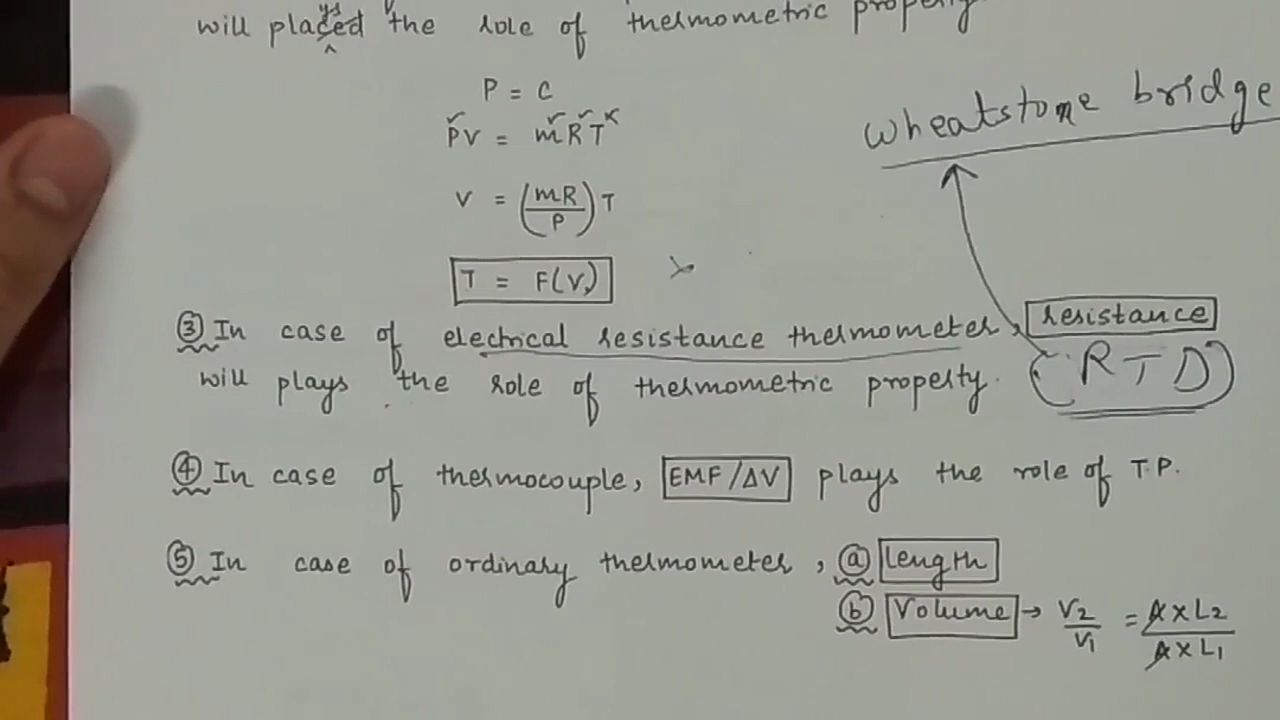 will plays the role of thermometric property
P = C
PV = mRT
Wheatstone bridge
V = (mR/P) T
T = F(V)
③ In case of electrical resistance thermometer, resistance
will plays the role of thermometric property. (RTD)
④ In case of thermocouple, EMF/ΔV plays the role of T.P.
⑤ In case of ordinary thermometer, ⓐ length
ⓑ Volume → V2/V1 = A×L2/A×L1